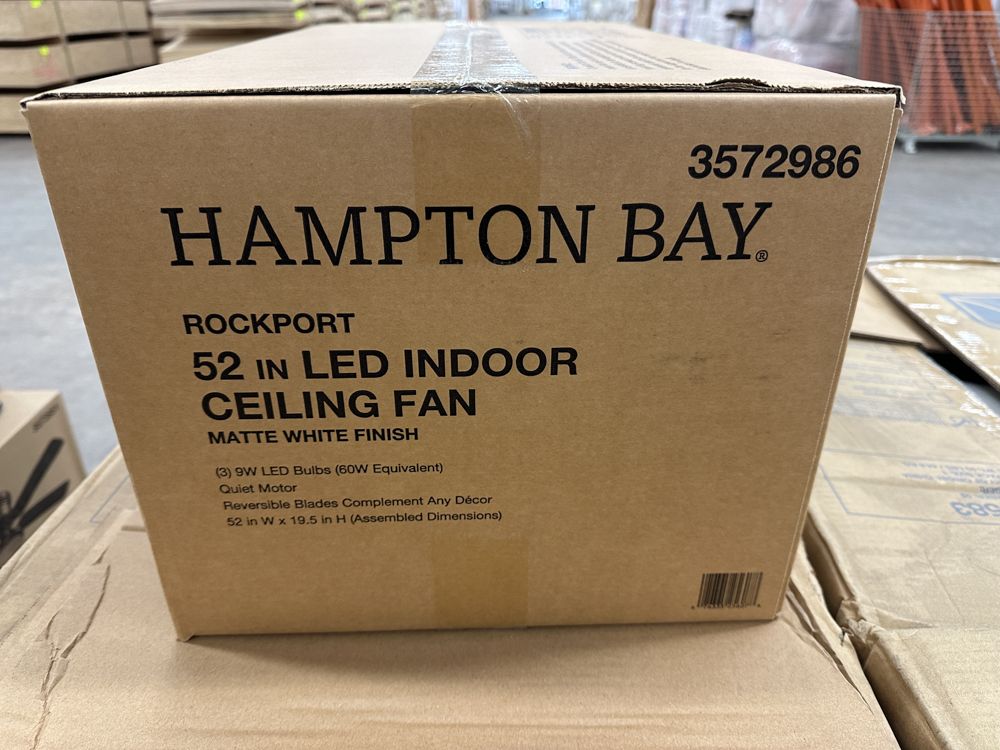 3572986
HAMPTON BAY®
ROCKPORT
52 IN LED INDOOR
CEILING FAN
MATTE WHITE FINISH
(3) 9W LED Bulbs (60W Equivalent)
Quiet Motor
Reversible Blades Complement Any Décor
52 in W x 19.5 in H (Assembled Dimensions)